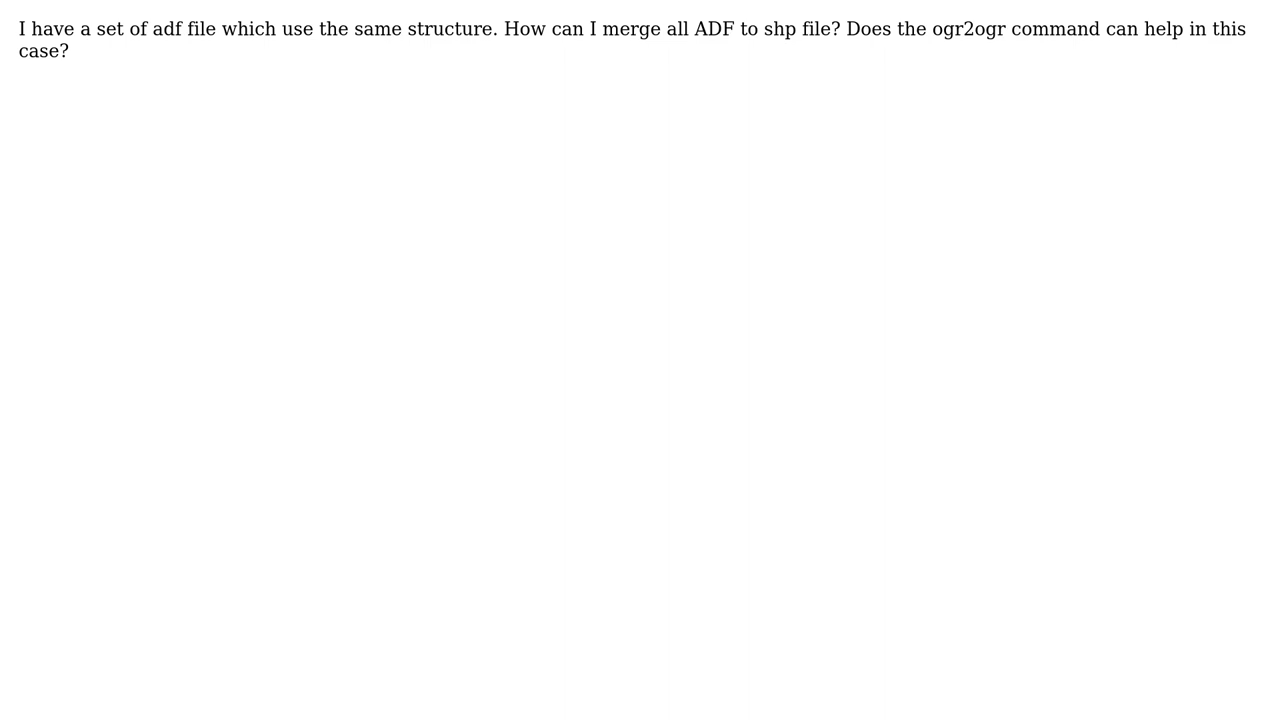 I have a set of adf file which use the same structure. How can I merge all ADF to shp file? Does the ogr2ogr command can help in this
case?